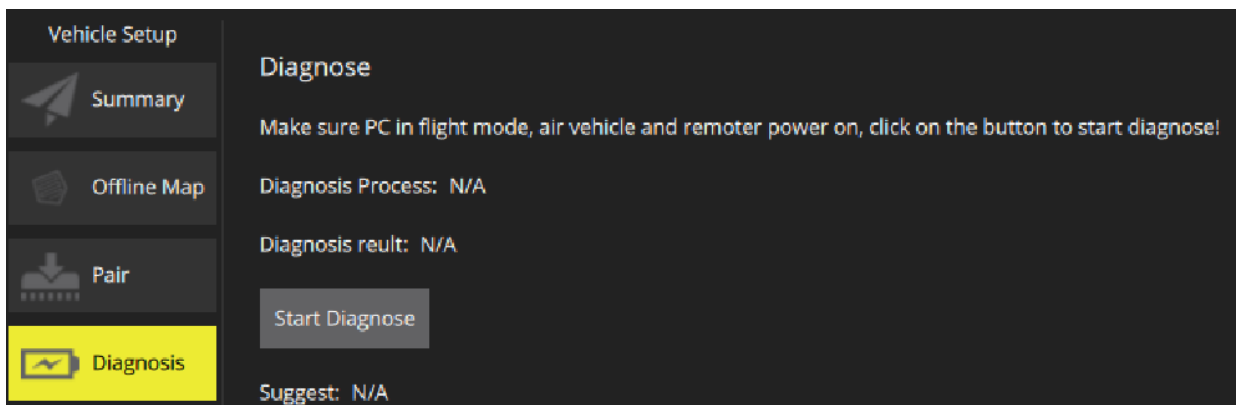 Vehicle Setup
Summary
Offline Map
Pair
Diagnosis
Diagnose
Make sure PC in flight mode, air vehicle and remoter power on, click on the button to start diagnose!
Diagnosis Process: N/A
Diagnosis reult: N/A
Start Diagnose
Suggest: N/A